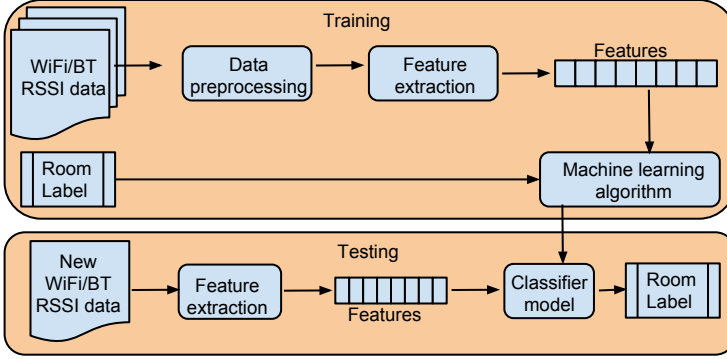 Training
WiFi/BT
RSSI data
Data
preprocessing
Feature
extraction
Features
Room
Label
Machine learning
algorithm
Testing
New
WiFi/BT
RSSI data
Feature
extraction
Features
Classifier
model
Room
Label